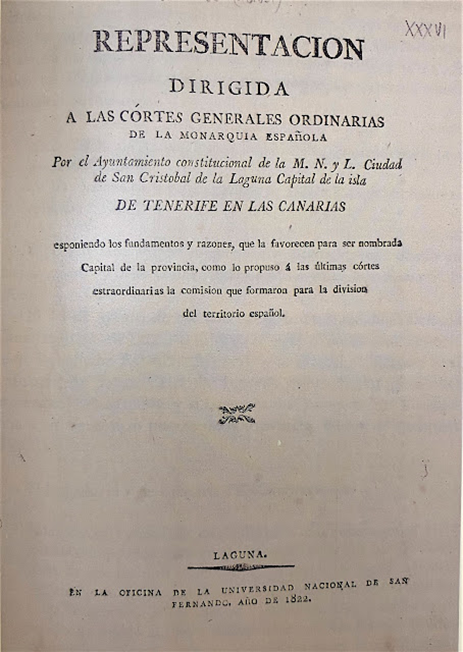 XXXVI
REPRESENTACION
DIRIGIDA
A LAS CÓRTES GENERALES ORDINARIAS
DE LA MONARQUIA ESPAÑOLA
Por el Ayuntamiento constitucional de la M. N. y L. Ciudad
de San Cristobal de la Laguna Capital de la isla
DE TENERIFE EN LAS CANARIAS
esponiendo los fundamentos y razones, que la favorecen para ser nombrada
Capital de la provincia, como lo propuso á las últimas córtes
estraordinarias la comision que formaron para la division
del territorio español.
LAGUNA.
EN LA OFICINA DE LA UNIVERSIDAD NACIONAL DE SAN
FERNANDO. AÑO DE 1822.